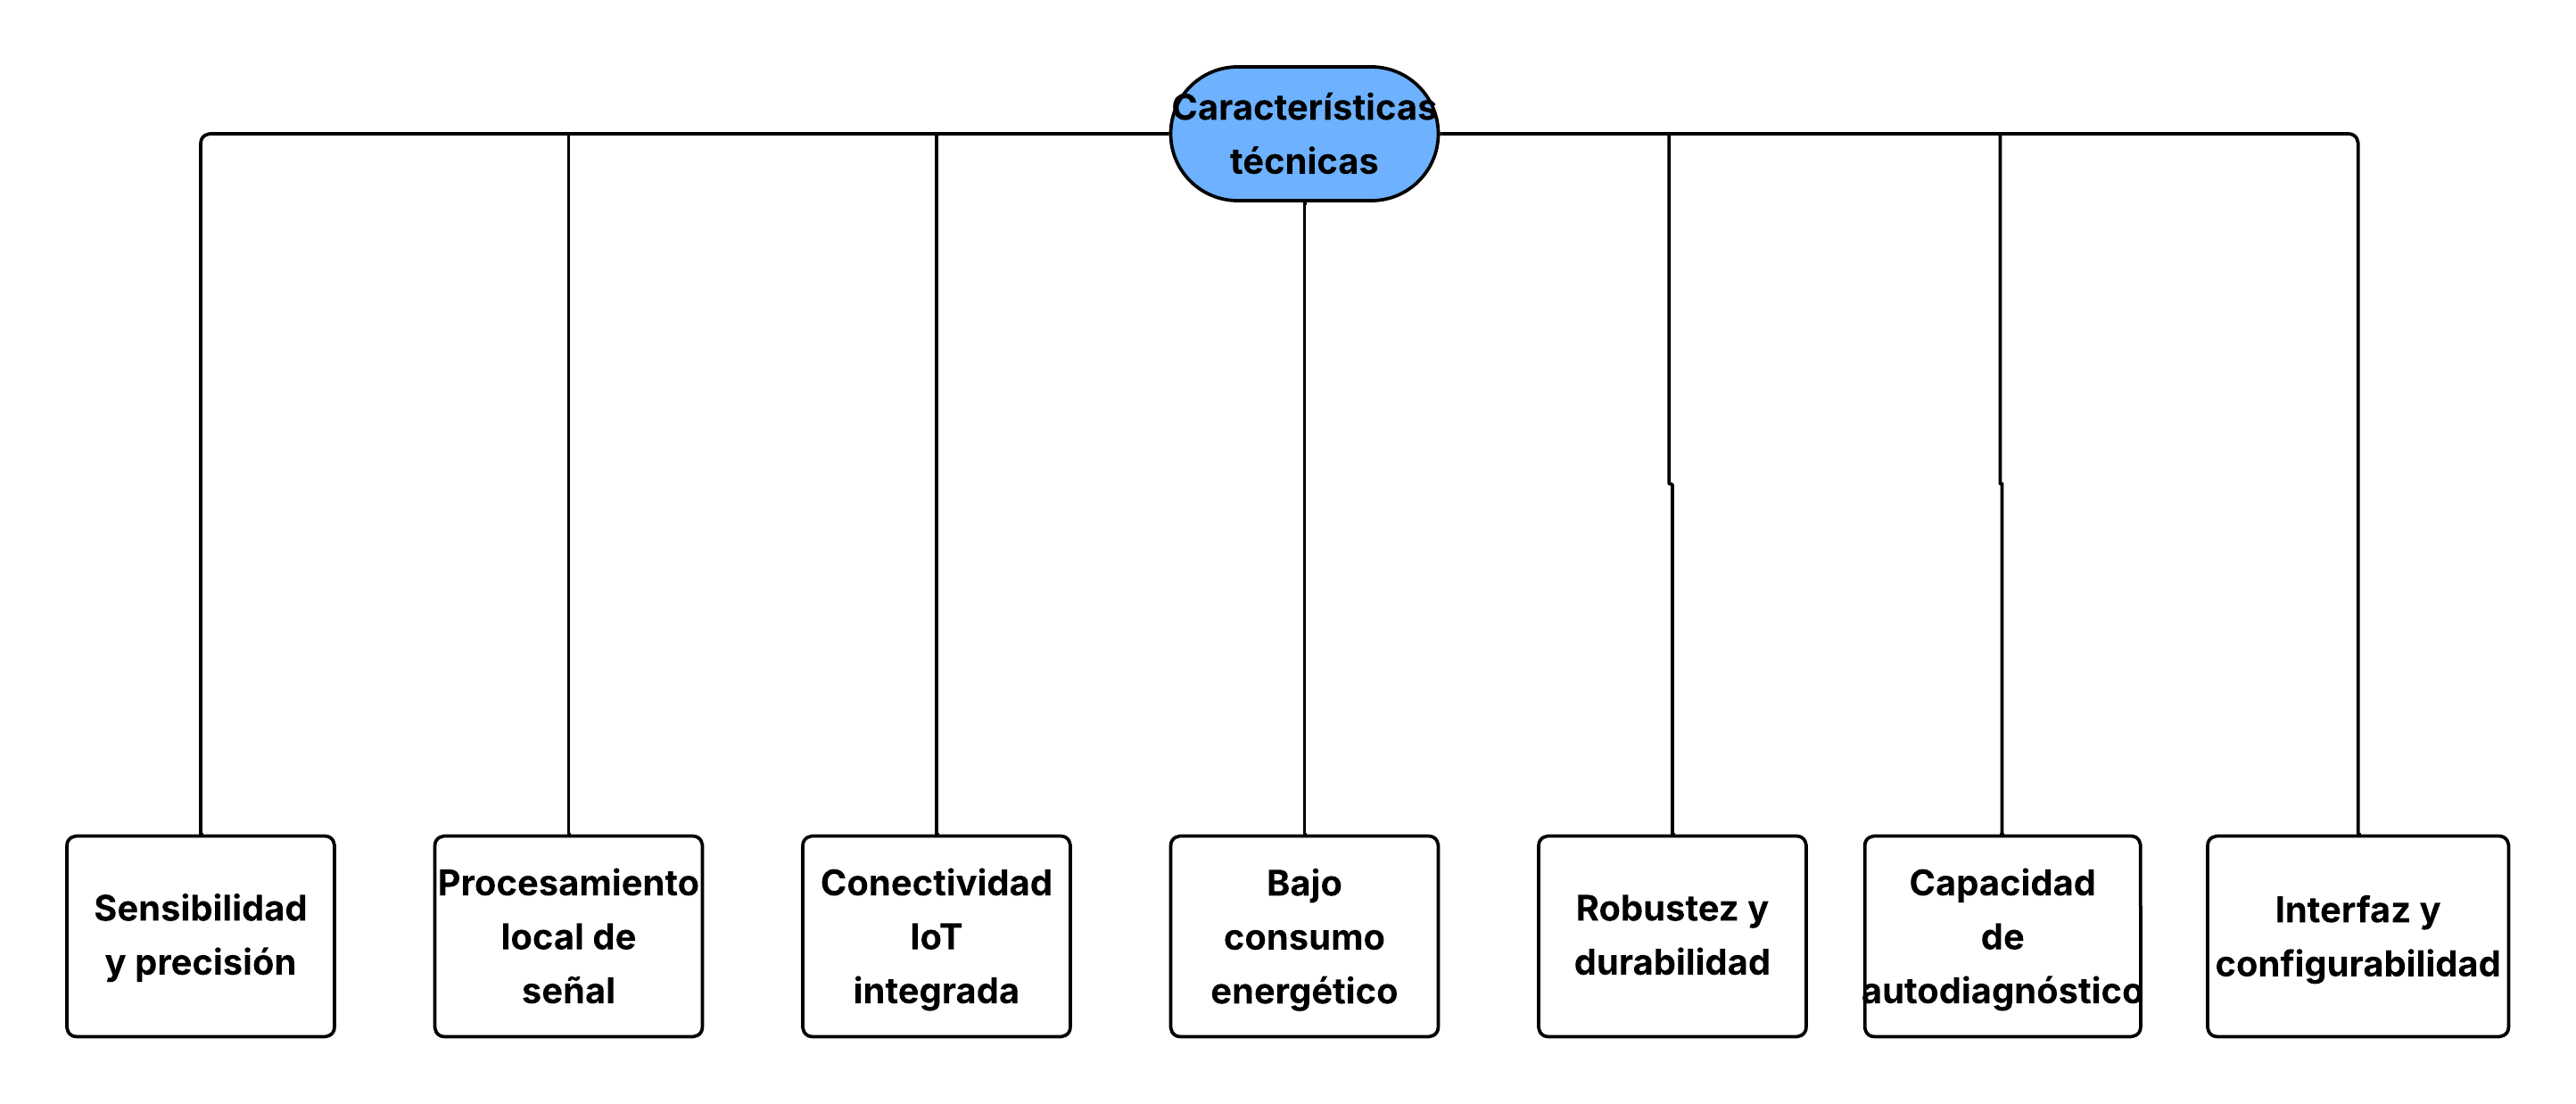 Características
técnicas
Sensibilidad
y precisión
Procesamiento
local de
señal
Conectividad
IoT
integrada
Bajo
consumo
energético
Robustez y
durabilidad
Capacidad
de
autodiagnóstico
Interfaz y
configurabilidad